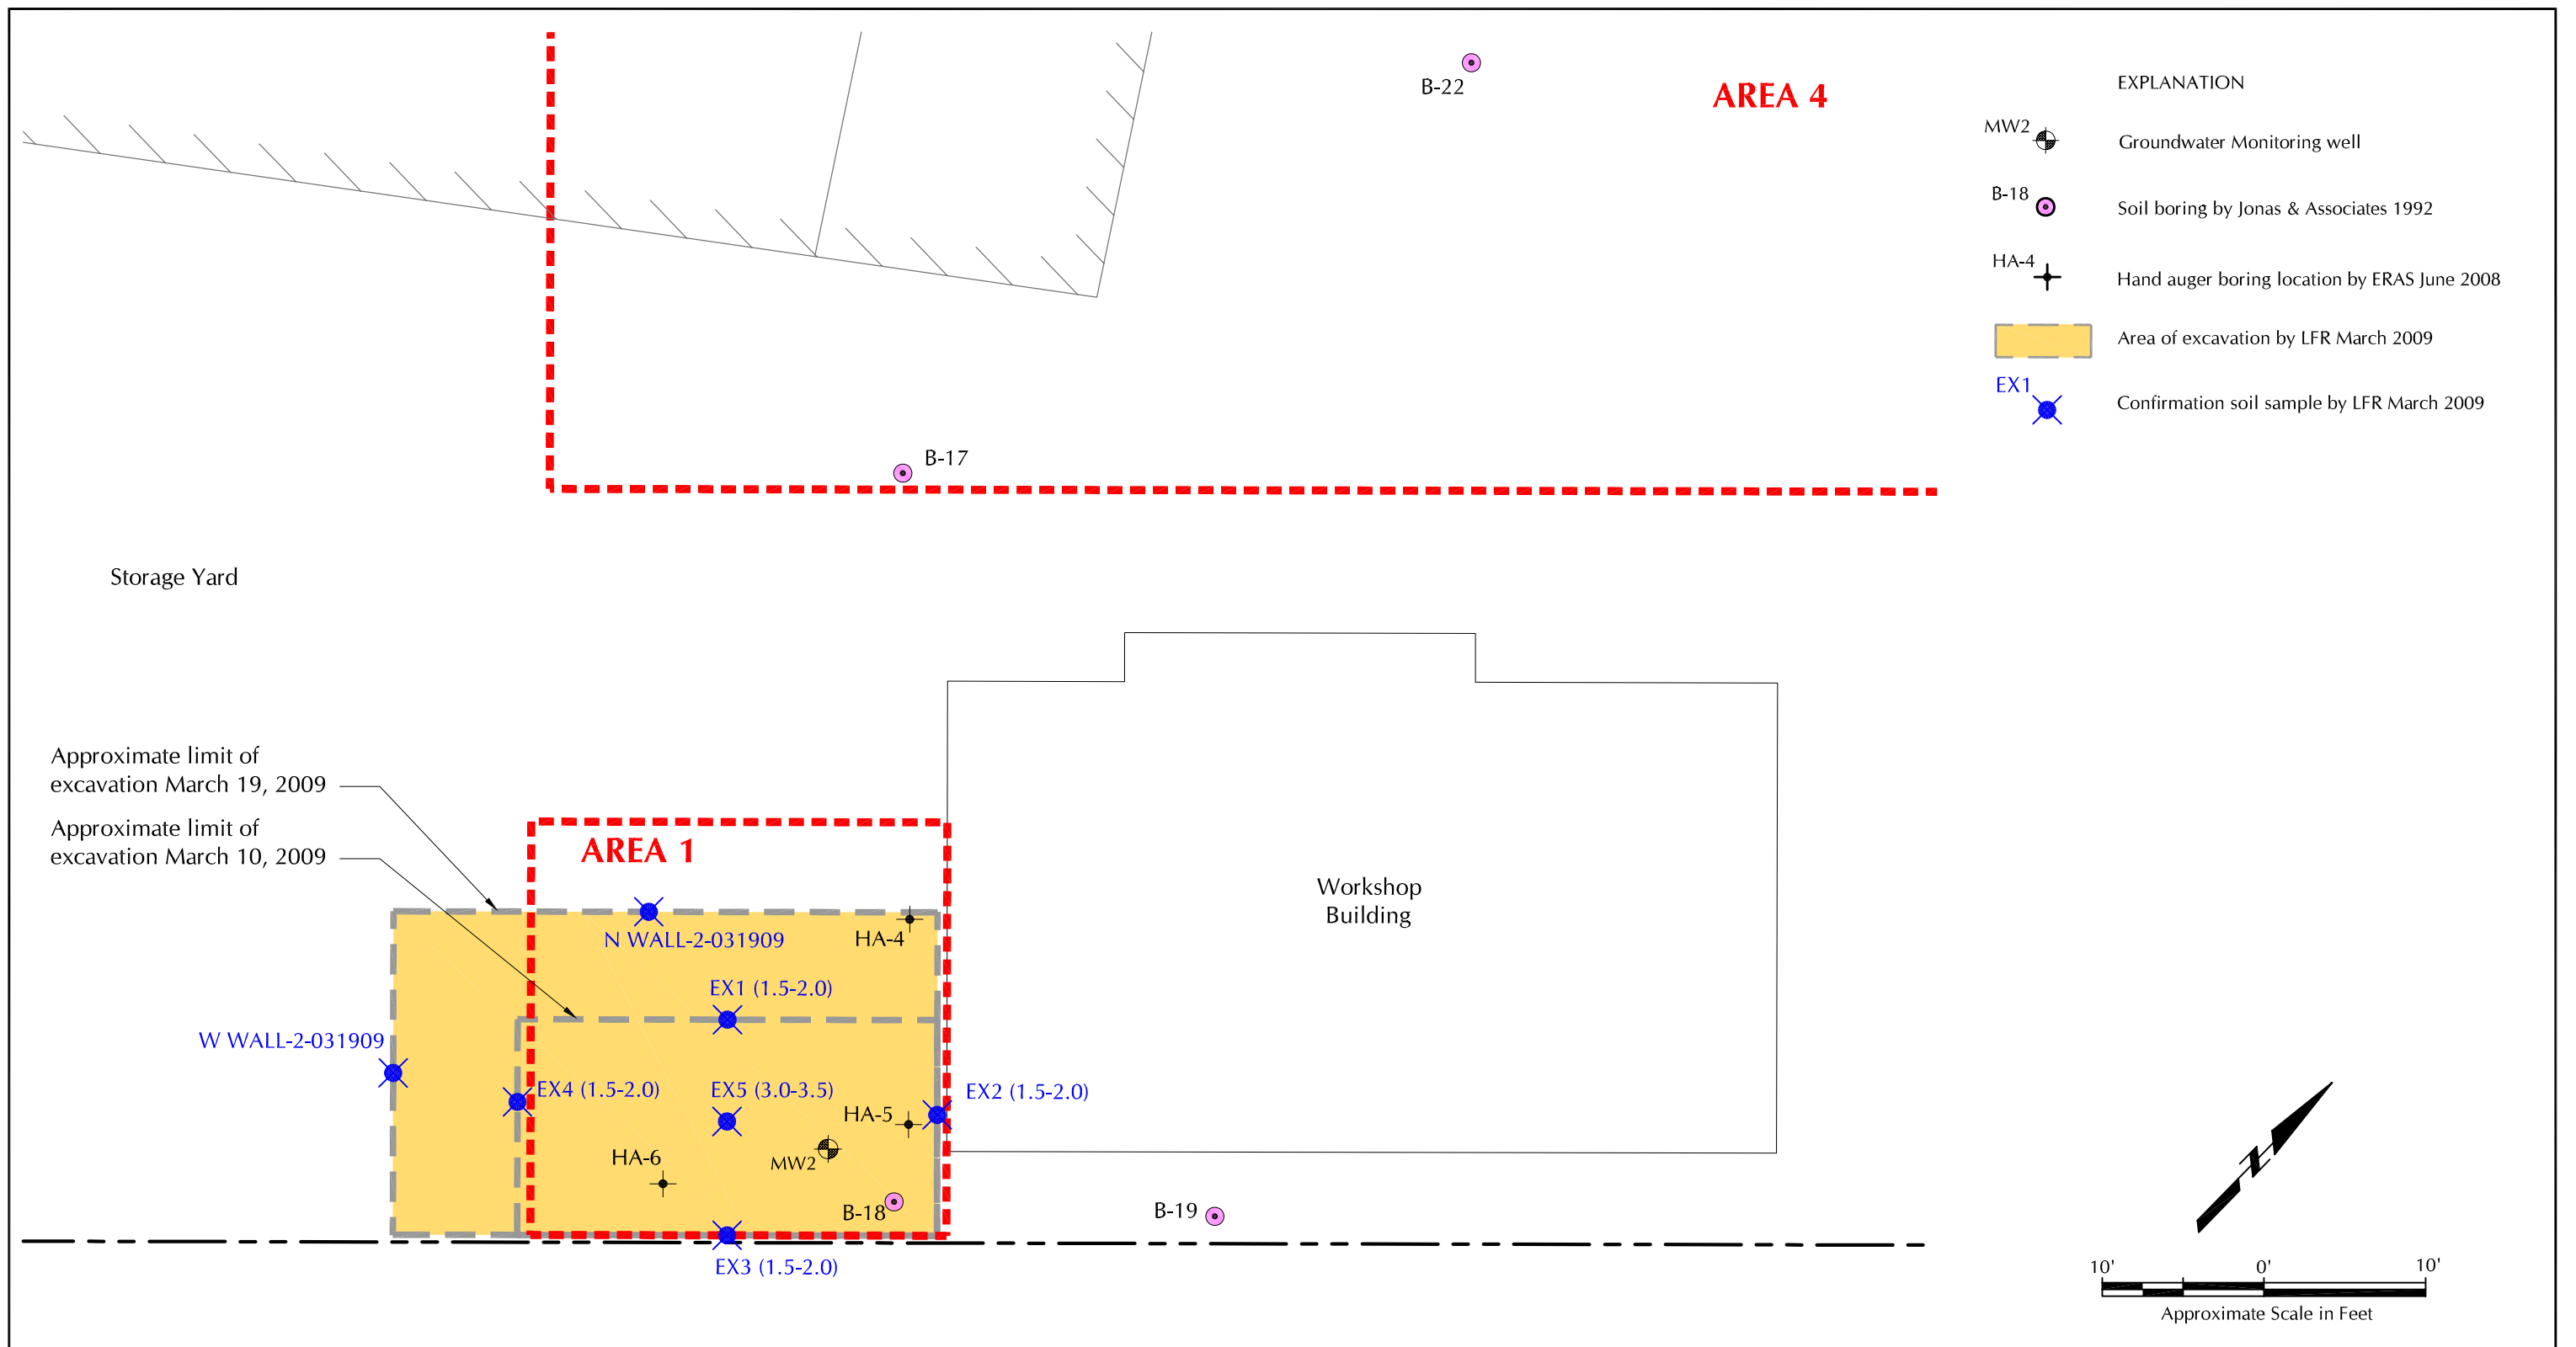 B-22
AREA 4
EXPLANATION
MW2
Groundwater Monitoring well
B-18
Soil boring by Jonas & Associates 1992
HA-4
Hand auger boring location by ERAS June 2008
Area of excavation by LFR March 2009
EX1
Confirmation soil sample by LFR March 2009
B-17
Storage Yard
Approximate limit of
excavation March 19, 2009
Approximate limit of
excavation March 10, 2009
AREA 1
Workshop
Building
N WALL-2-031909
HA-4
EX1 (1.5-2.0)
W WALL-2-031909
EX4 (1.5-2.0)
EX5 (3.0-3.5)
EX2 (1.5-2.0)
HA-5
HA-6
MW2
B-18
B-19
EX3 (1.5-2.0)
N
10'
0'
10'
Approximate Scale in Feet